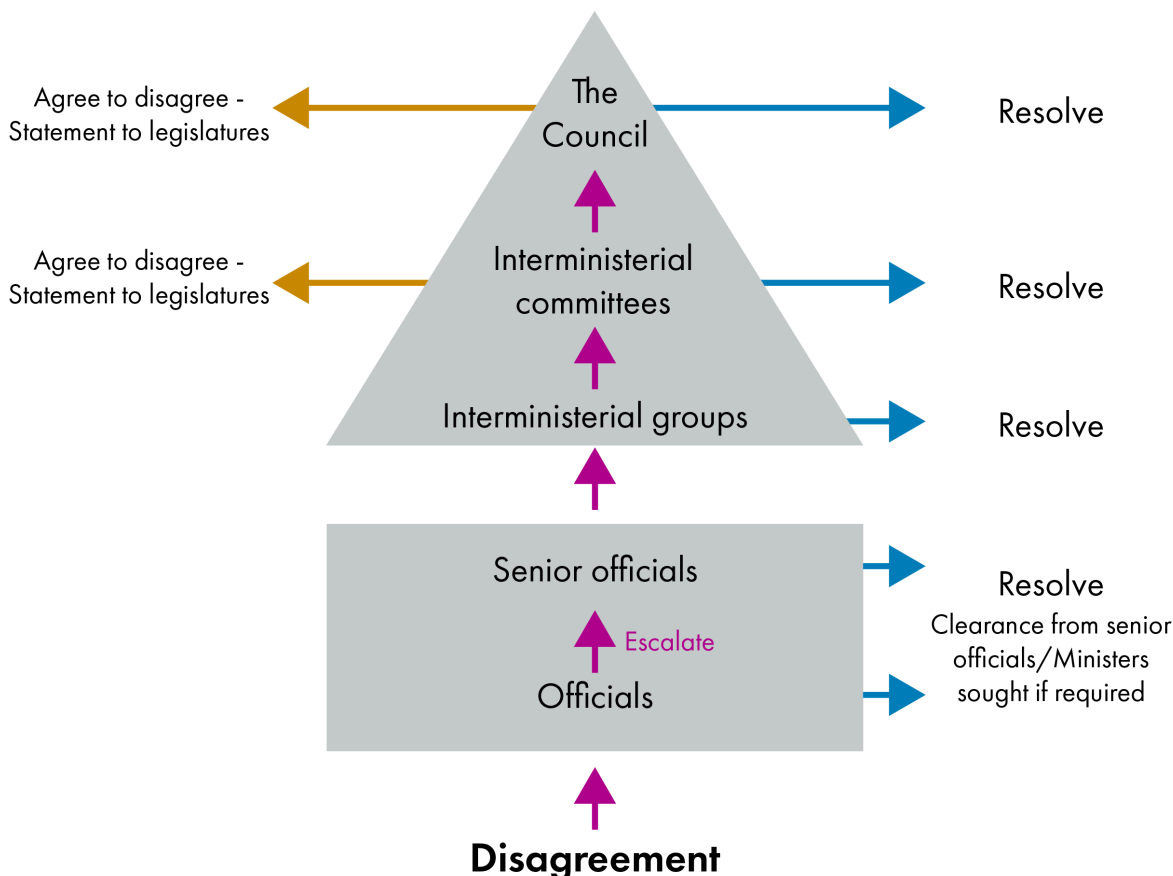 Agree to disagree -
Statement to legislatures
The
Council
Resolve
Agree to disagree -
Statement to legislatures
Interministerial
committees
Resolve
Interministerial groups
Resolve
Senior officials
Resolve
Escalate
Clearance from senior
officials/Ministers
sought if required
Officials
Disagreement